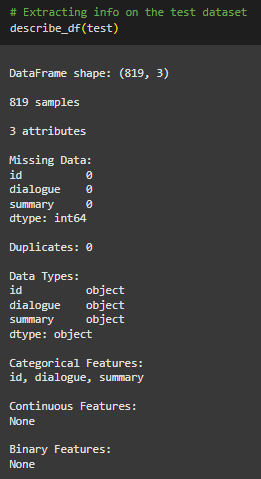 # Extracting info on the test dataset
describe_df(test)
DataFrame shape: (819, 3)
819 samples
3 attributes
Missing Data:
id 0
dialogue 0
summary 0
dtype: int64
Duplicates: 0
Data Types:
id object
dialogue object
summary object
dtype: object
Categorical Features:
id, dialogue, summary
Continuous Features:
None
Binary Features:
None